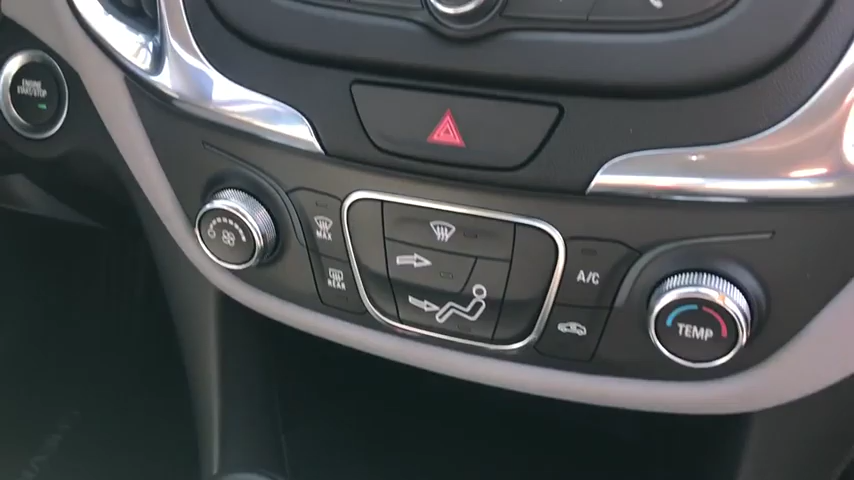 ENGINE
START/STOP
MAX
REAR
A/C
TEMP